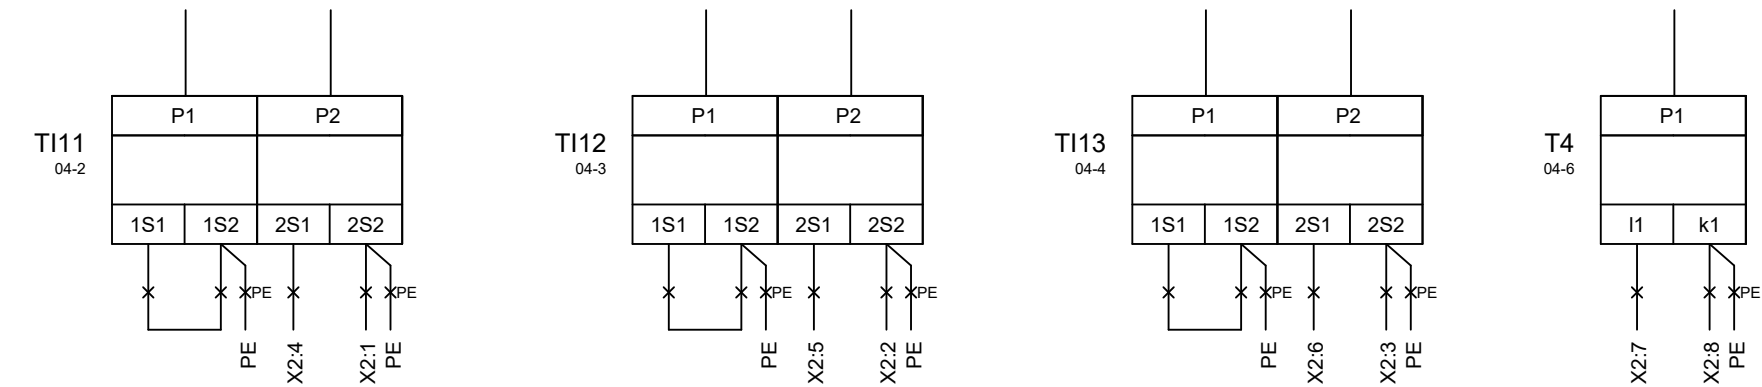 P1 P2 P1 P2 P1 P2 P1
TI11 TI12 TI13 T4
04-2 04-3 04-4 04-6
1S1 1S2 2S1 2S2 1S1 1S2 2S1 2S2 1S1 1S2 2S1 2S2 l1 k1
PE PE PE PE PE PE PE
PE X2:4 X2:1 PE PE X2:5 X2:2 PE PE X2:6 X2:3 PE X2:7 X2:8 PE